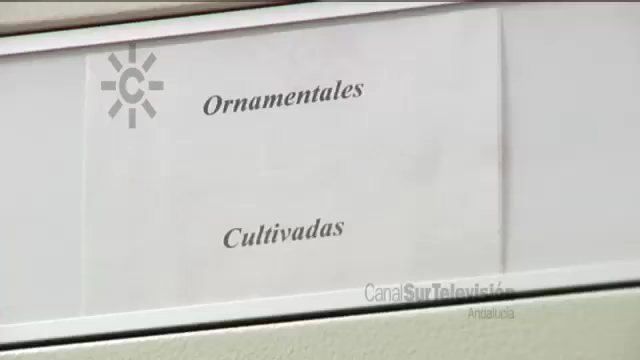 C
Ornamentales
Cultivadas
CanalSurTelevisión
Andalucía